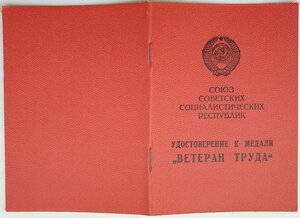 СОЮЗ
СОВЕТСКИХ
СОЦИАЛИСТИЧЕСКИХ
РЕСПУБЛИК
УДОСТОВЕРЕНИЕ К МЕДАЛИ
„ВЕТЕРАН ТРУДА“